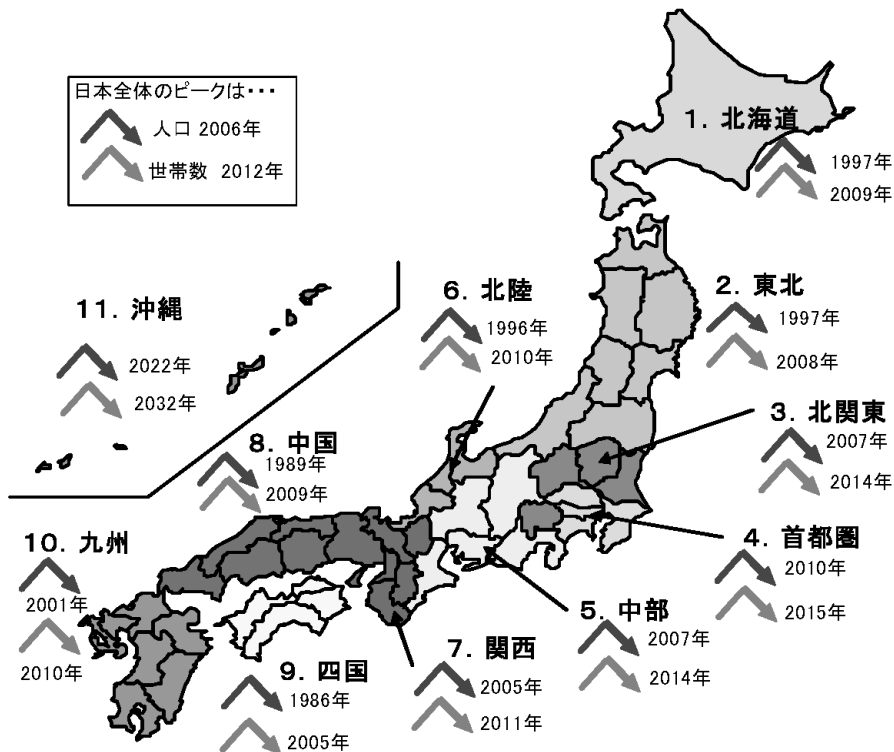 日本全体のピークは・・・
人口 2006年
世帯数 2012年
1. 北海道
1997年
2009年
2. 東北
1997年
2008年
3. 北関東
2007年
2014年
4. 首都圏
2010年
2015年
5. 中部
2007年
2014年
6. 北陸
1996年
2010年
7. 関西
2005年
2011年
8. 中国
1989年
2009年
9. 四国
1986年
2005年
10. 九州
2001年
2010年
11. 沖縄
2022年
2032年